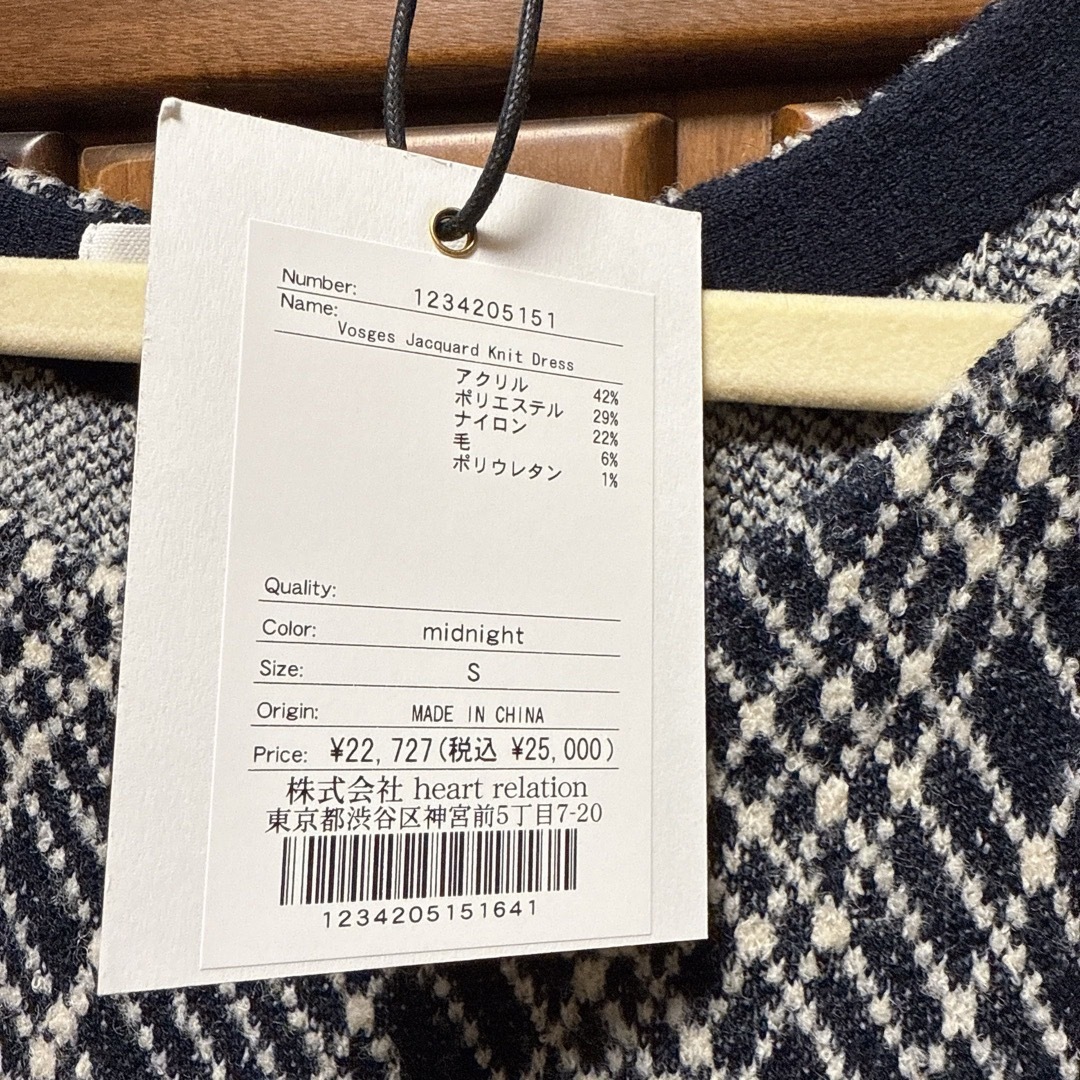 Number: 1234205151
Name: Vosges Jacquard Knit Dress
アクリル 42%
ポリエステル 29%
ナイロン 22%
毛 6%
ポリウレタン 1%
Quality:
Color: midnight
Size: S
Origin: MADE IN CHINA
Price: ¥22,727(税込 ¥25,000)
株式会社 heart relation
東京都渋谷区神宮前5丁目7-20
1234205151641